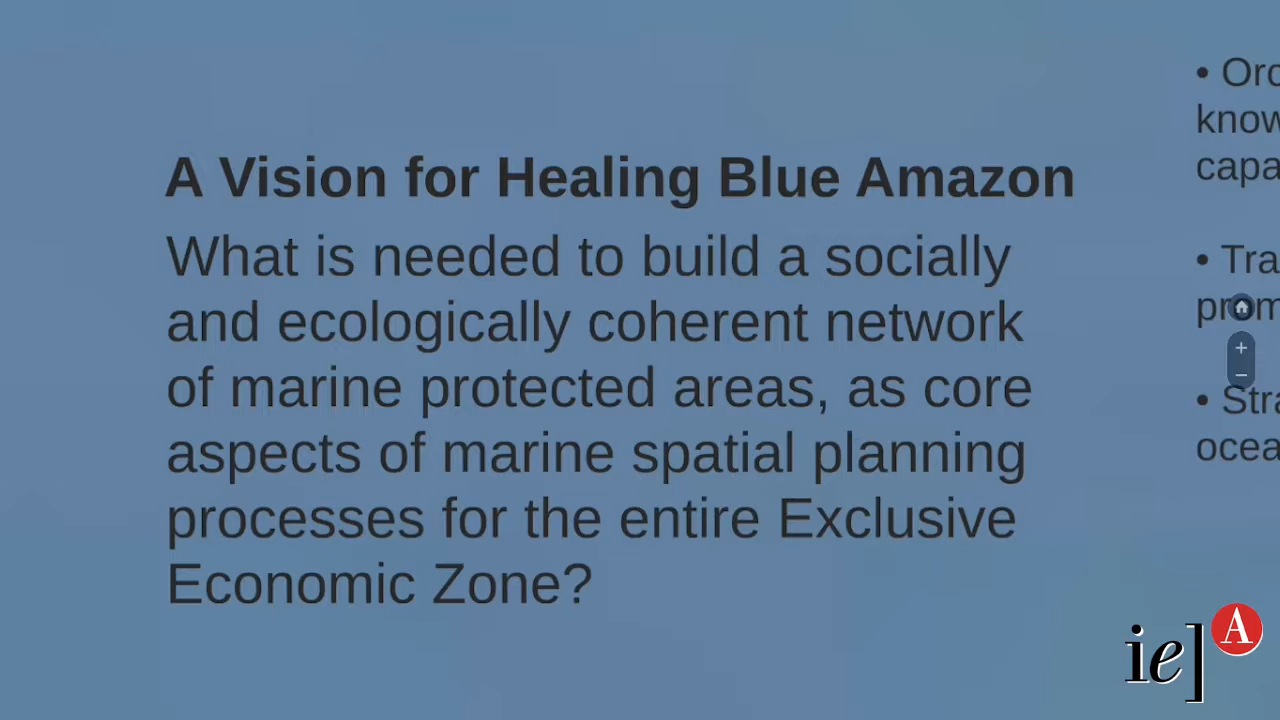 A Vision for Healing Blue Amazon
What is needed to build a socially
and ecologically coherent network
of marine protected areas, as core
aspects of marine spatial planning
processes for the entire Exclusive
Economic Zone?
•
•
•
ie]A